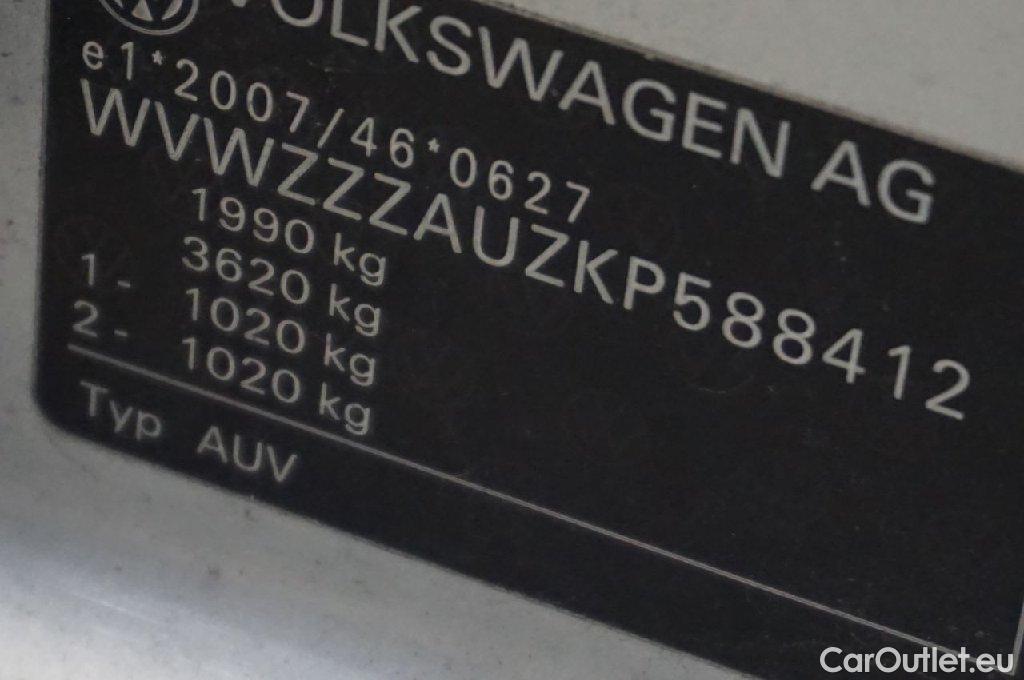 VOLKSWAGEN AG
e1*2007/46*0627
WVWZZZAUZKP588412
1990 kg
3620 kg
1 - 1020 kg
2 - 1020 kg
Typ AUV
CarOutlet.eu